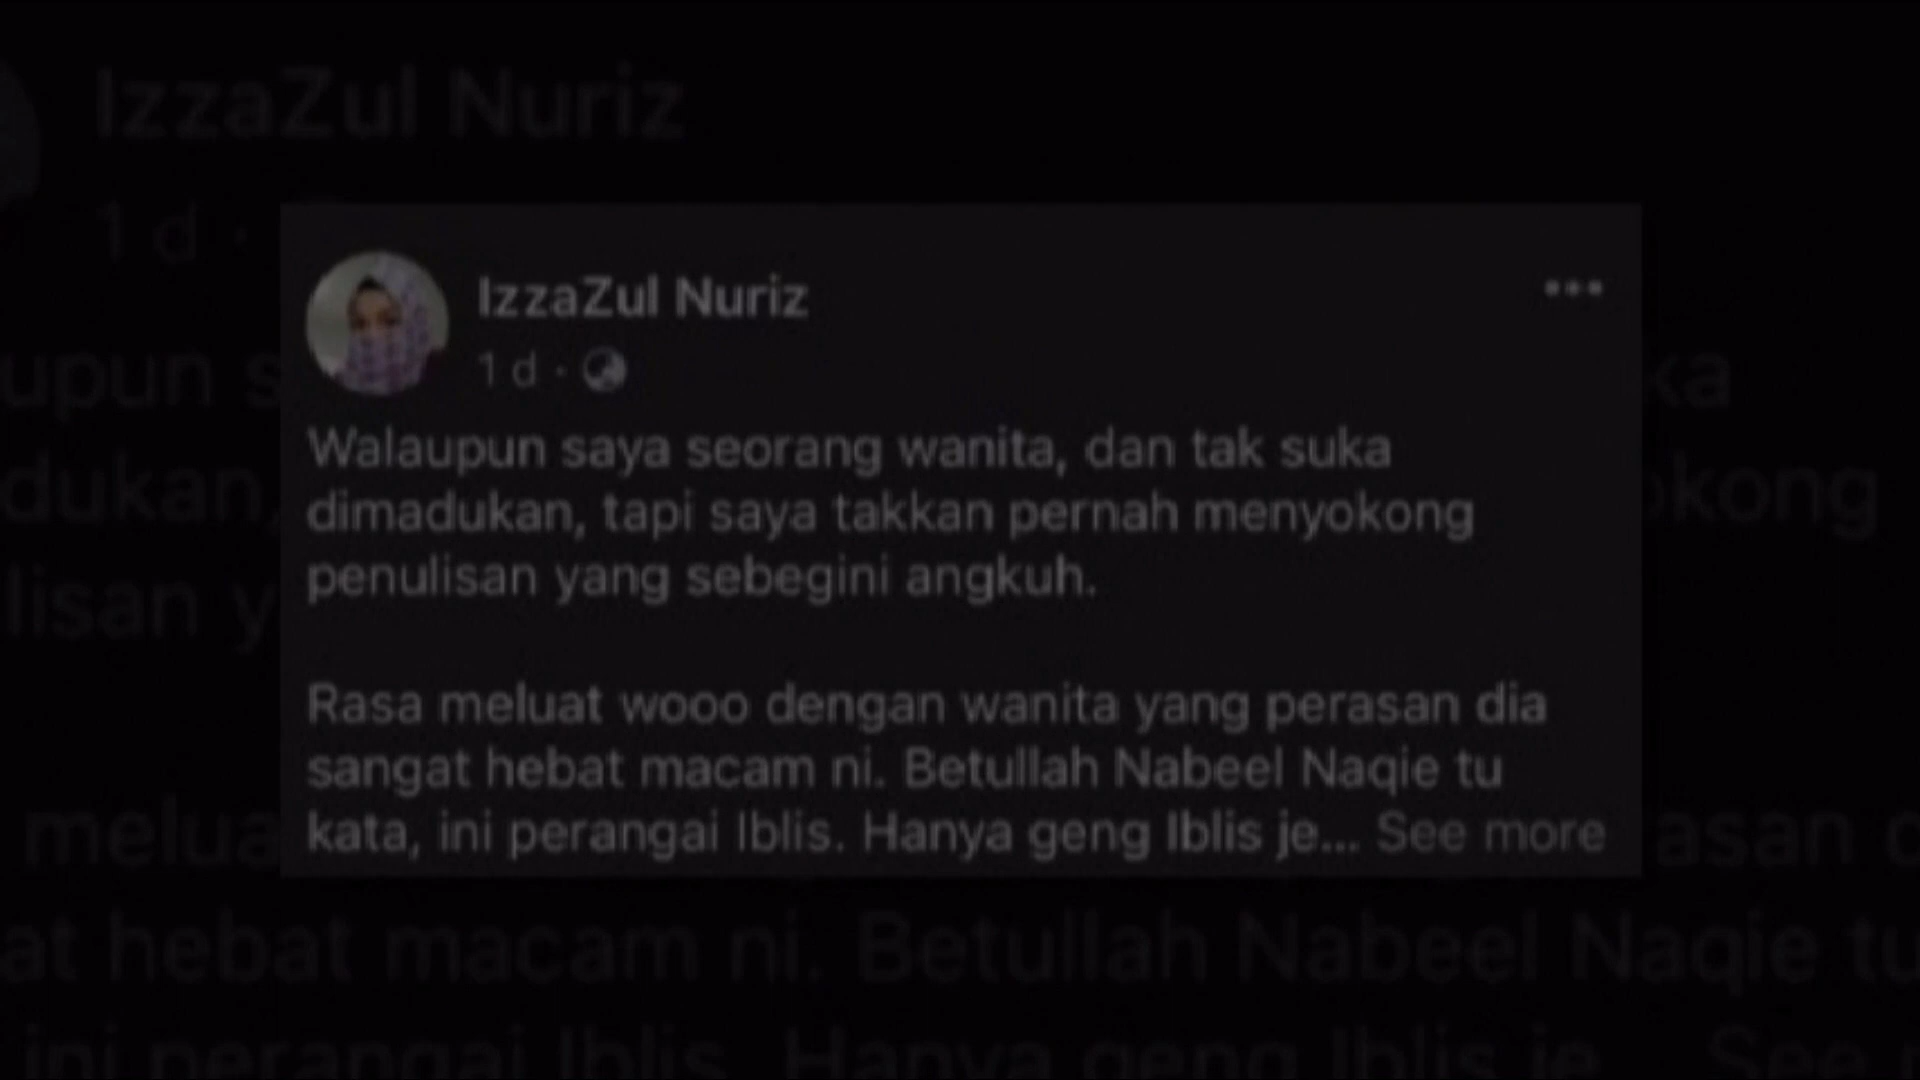 IzzaZul Nuriz
1 d ·
Walaupun saya seorang wanita, dan tak suka
dimadukan, tapi saya takkan pernah menyokong
penulisan yang sebegini angkuh.
Rasa meluat wooo dengan wanita yang perasan dia
sangat hebat macam ni. Betullah Nabeel Naqie tu
kata, ini perangai Iblis. Hanya geng Iblis je... See more